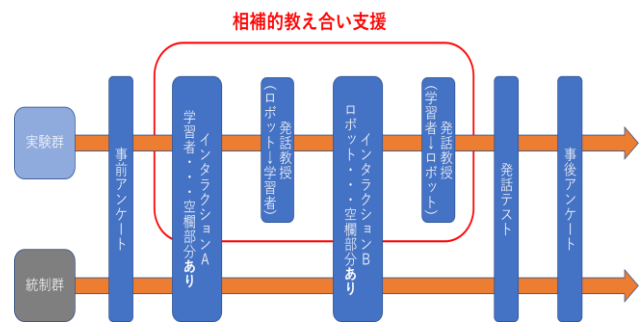 相補的教え合い支援
実験群
統制群
事前アンケート
インタラクションA
学習者・・・空欄部分あり
発話教授
(ロボット→学習者)
インタラクションB
ロボット・・・空欄部分あり
発話教授
(学習者→ロボット)
発話テスト
事後アンケート